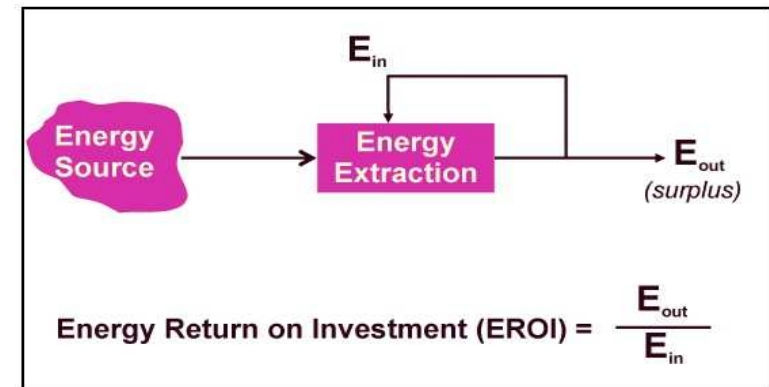 E_in
Energy
Source
Energy
Extraction
E_out
(surplus)
Energy Return on Investment (EROI) = E_out
E_in